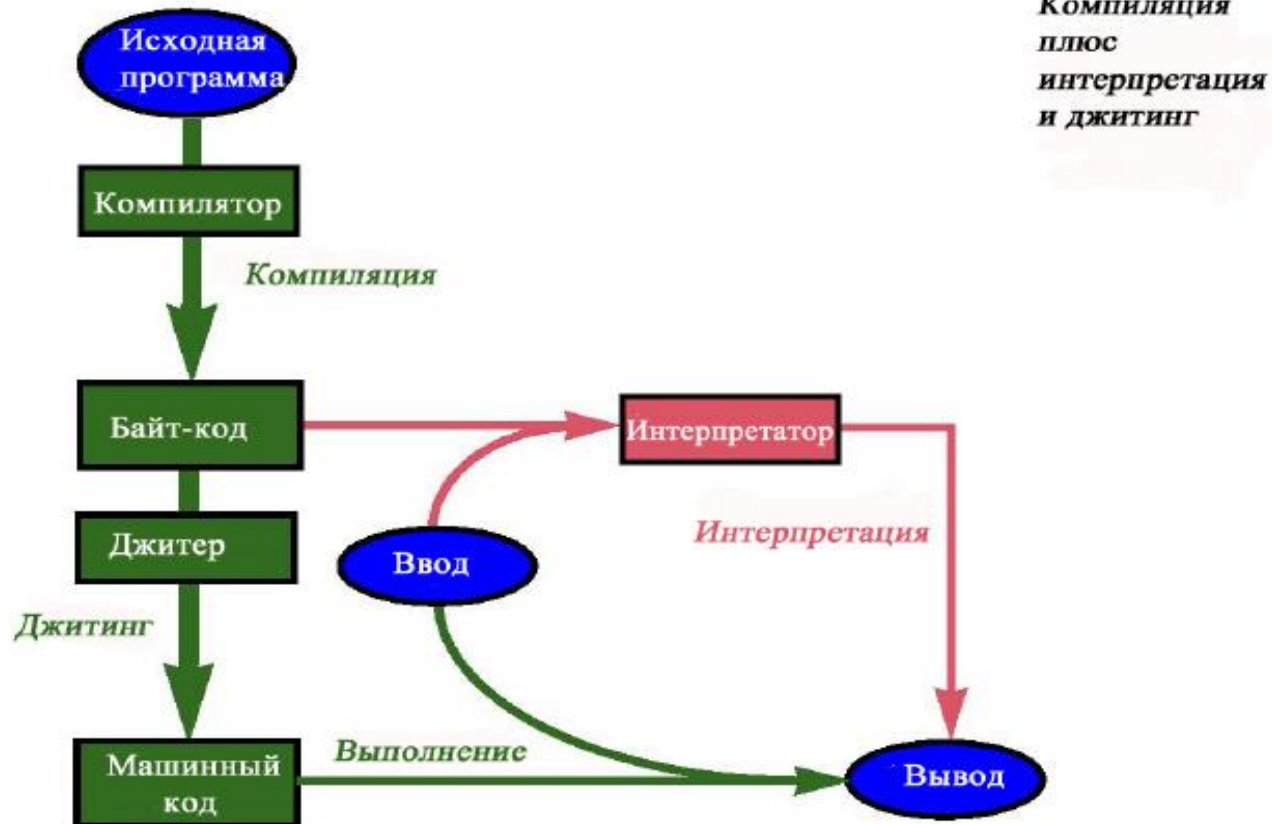 Компиляция
плюс
интерпретация
и джитинг
Исходная
программа
Компилятор
Компиляция
Байт-код
Интерпретатор
Джитер
Ввод
Интерпретация
Джитинг
Машинный
код
Выполнение
Вывод